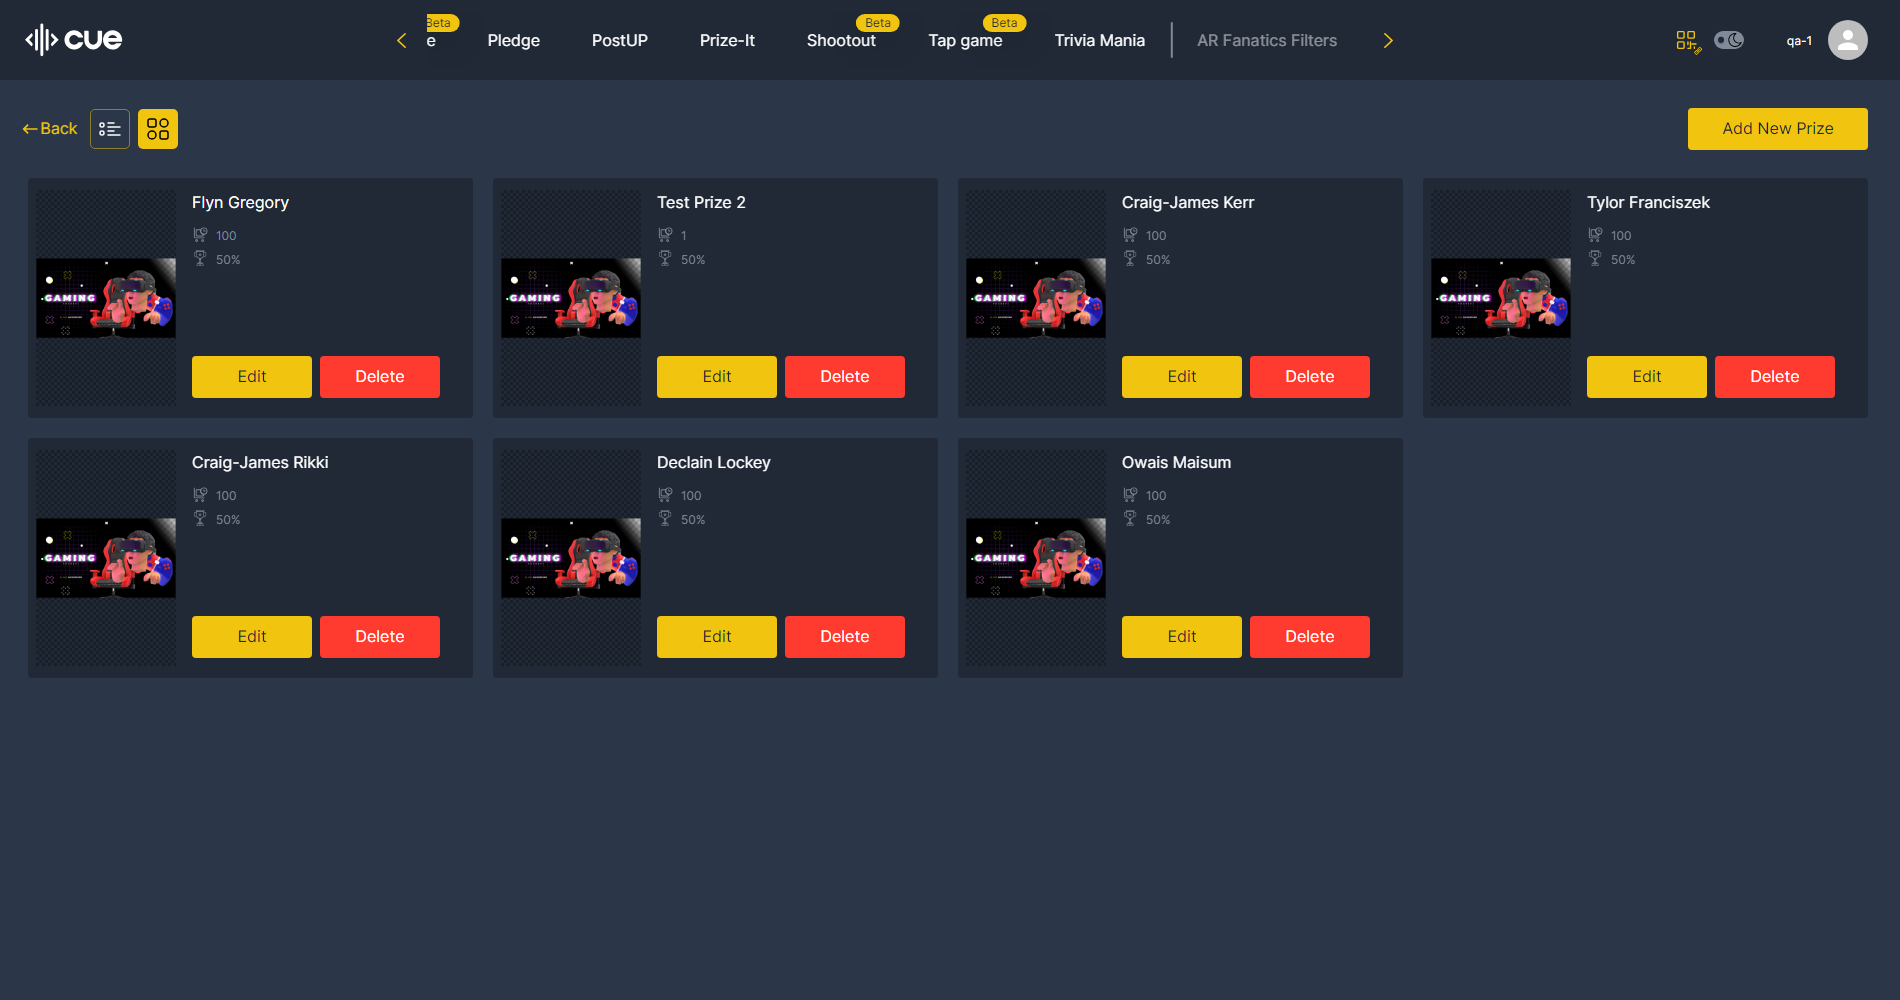 cue
Beta
e
Pledge
PostUP
Prize-It
Beta
Shootout
Beta
Tap game
Trivia Mania
AR Fanatics Filters
qa-1
Back
Add New Prize
Flyn Gregory
100
50%
GAMING
Edit
Delete
Test Prize 2
1
50%
GAMING
Edit
Delete
Craig-James Kerr
100
50%
GAMING
Edit
Delete
Tylor Franciszek
100
50%
GAMING
Edit
Delete
Craig-James Rikki
100
50%
GAMING
Edit
Delete
Declain Lockey
100
50%
GAMING
Edit
Delete
Owais Maisum
100
50%
GAMING
Edit
Delete